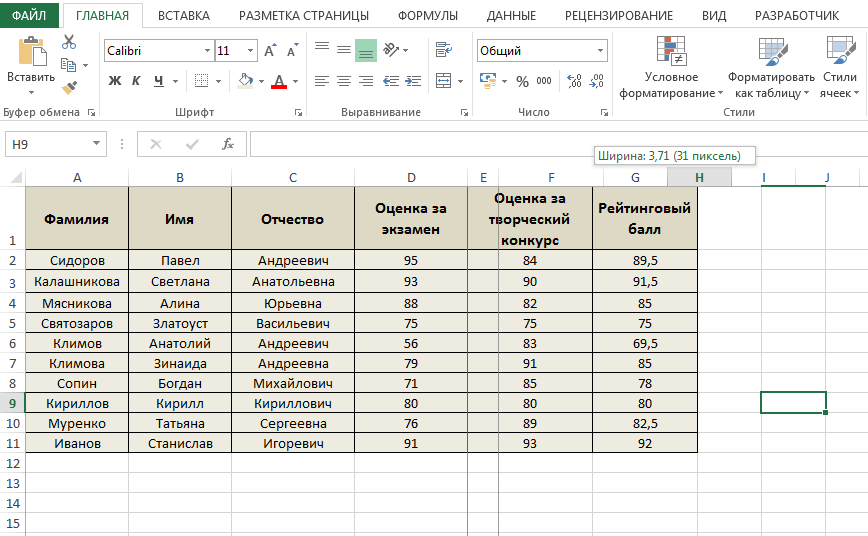 ФАЙЛ ГЛАВНАЯ ВСТАВКА РАЗМЕТКА СТРАНИЦЫ ФОРМУЛЫ ДАННЫЕ РЕЦЕНЗИРОВАНИЕ ВИД РАЗРАБОТЧИК
Calibri 11 A A Общий
Вставить Ж К Ч А % 000 ,00 ,0 ,00 Условное форматирование Форматировать как таблицу Стили ячеек
Буфер обмена Шрифт Выравнивание Число Стили
H9 fx
Ширина: 3,71 (31 пиксель)
A B C D E F G H I J
1 Фамилия Имя Отчество Оценка за экзамен Оценка за творческий конкурс Рейтинговый балл
2 Сидоров Павел Андреевич 95 84 89,5
3 Калашникова Светлана Анатольевна 93 90 91,5
4 Мясникова Алина Юрьевна 88 82 85
5 Святозаров Златоуст Васильевич 75 75 75
6 Климов Анатолий Андреевич 56 83 69,5
7 Климова Зинаида Андреевна 79 91 85
8 Сопин Богдан Михайлович 71 85 78
9 Кириллов Кирилл Кириллович 80 80 80
10 Муренко Татьяна Сергеевна 76 89 82,5
11 Иванов Станислав Игоревич 91 93 92
12
13
14
15